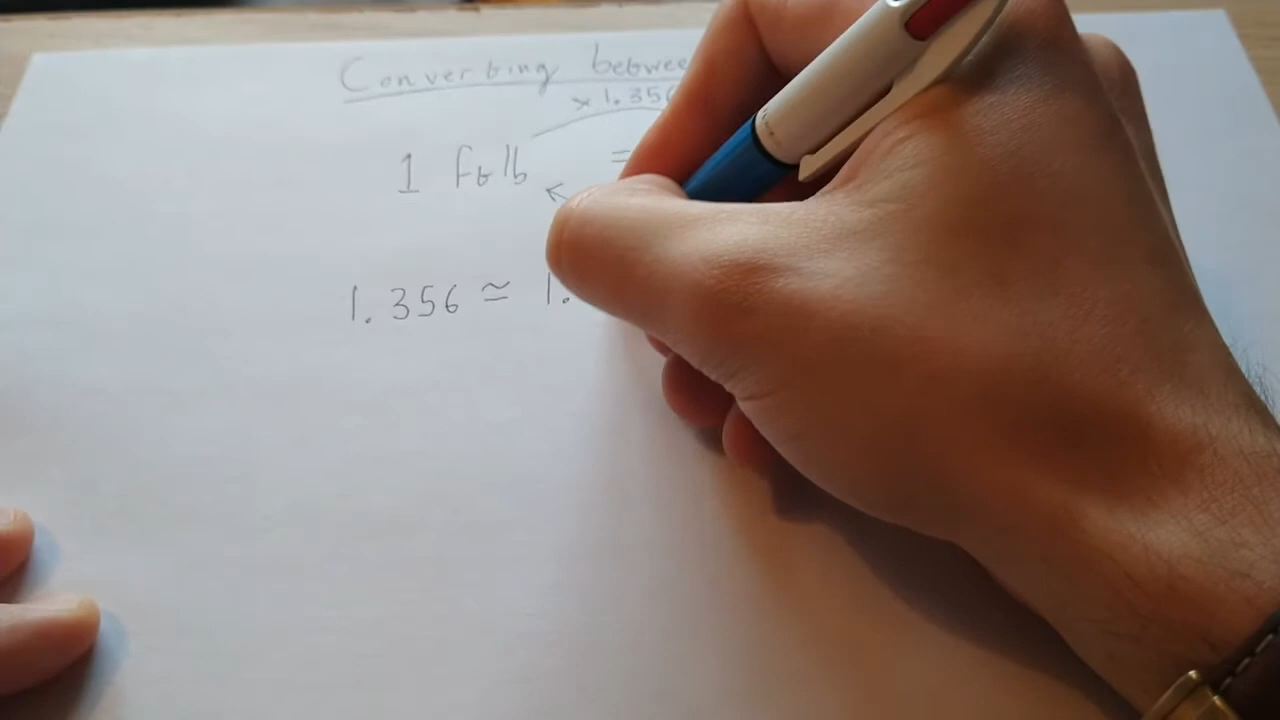 Converting betwee
× 1.356
1 ftlb =
1.356 ≃ 1.